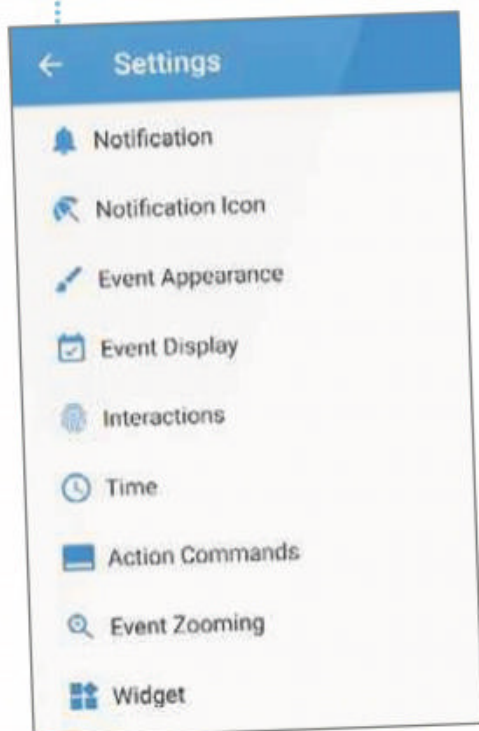 Settings
Notification
Notification Icon
Event Appearance
Event Display
Interactions
Time
Action Commands
Event Zooming
Widget